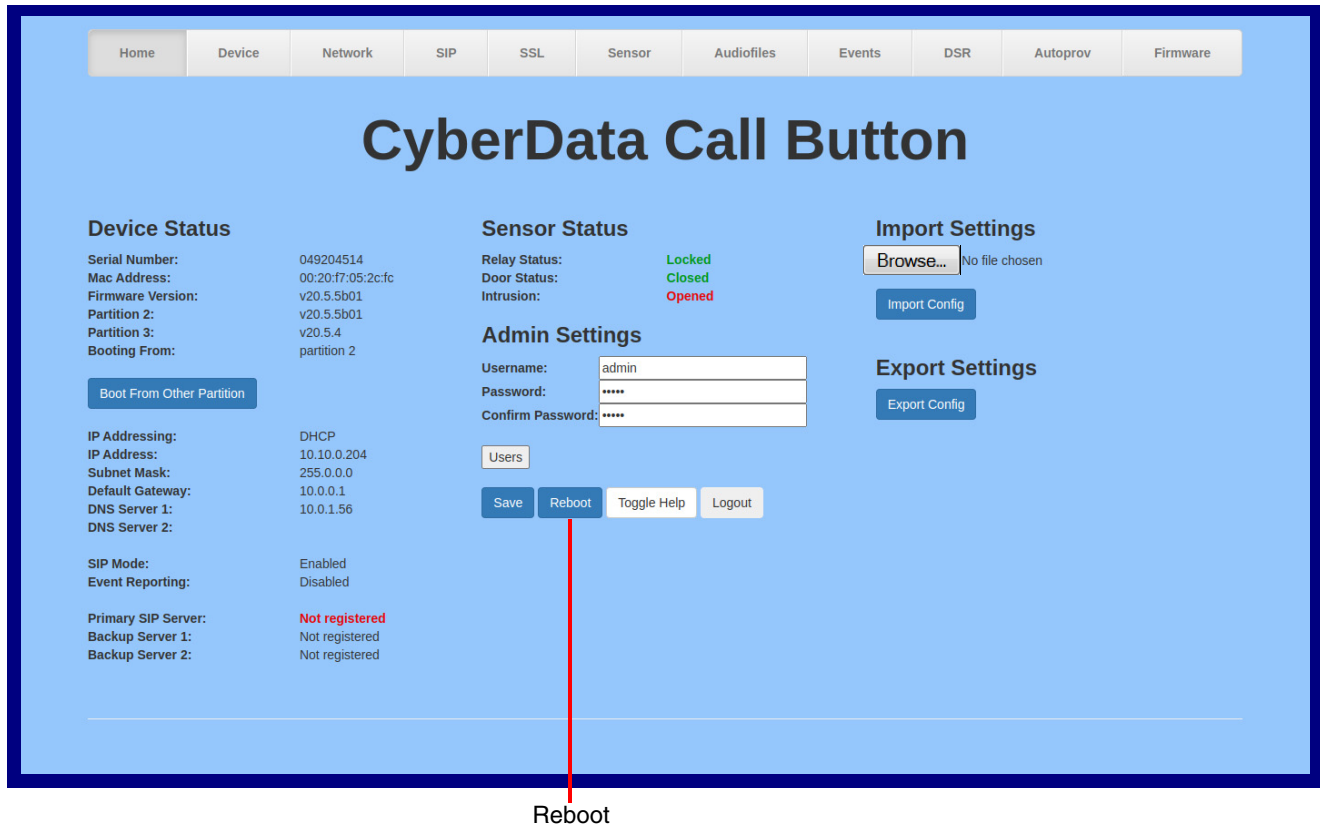 Home Device Network SIP SSL Sensor Audiofiles Events DSR Autoprov Firmware
CyberData Call Button
Device Status
Serial Number: 049204514
Mac Address: 00:20:f7:05:2c:fc
Firmware Version: v20.5.5b01
Partition 2: v20.5.5b01
Partition 3: v20.5.4
Booting From: partition 2
Boot From Other Partition
IP Addressing: DHCP
IP Address: 10.10.0.204
Subnet Mask: 255.0.0.0
Default Gateway: 10.0.0.1
DNS Server 1: 10.0.1.56
DNS Server 2:
SIP Mode: Enabled
Event Reporting: Disabled
Primary SIP Server: Not registered
Backup Server 1: Not registered
Backup Server 2: Not registered
Sensor Status
Relay Status: Locked
Door Status: Closed
Intrusion: Opened
Admin Settings
Username: admin
Password: •••••
Confirm Password: •••••
Users
Save Reboot Toggle Help Logout
Import Settings
Browse... No file chosen
Import Config
Export Settings
Export Config
Reboot